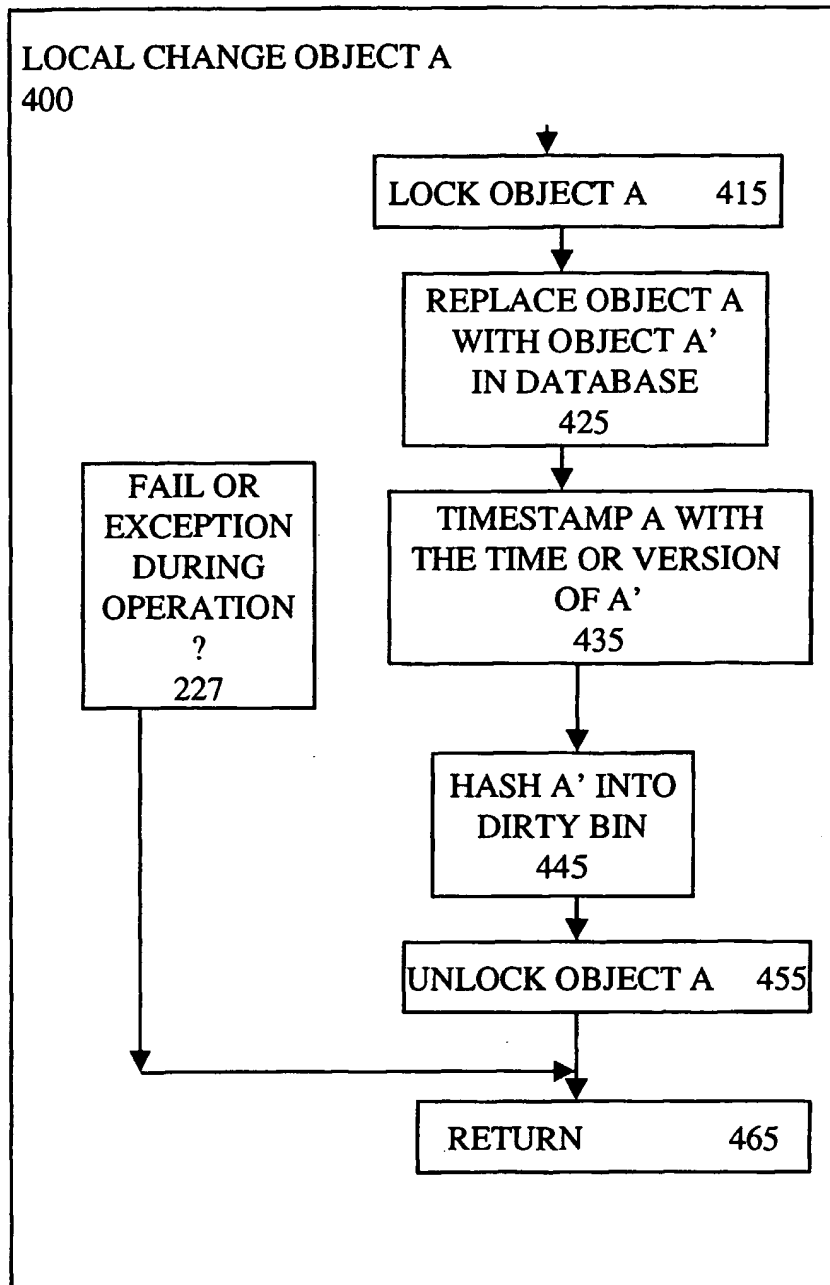 LOCAL CHANGE OBJECT A
400
LOCK OBJECT A 415
REPLACE OBJECT A
WITH OBJECT A'
IN DATABASE
425
FAIL OR
EXCEPTION
DURING
OPERATION
?
227
TIMESTAMP A WITH
THE TIME OR VERSION
OF A'
435
HASH A' INTO
DIRTY BIN
445
UNLOCK OBJECT A 455
RETURN 465